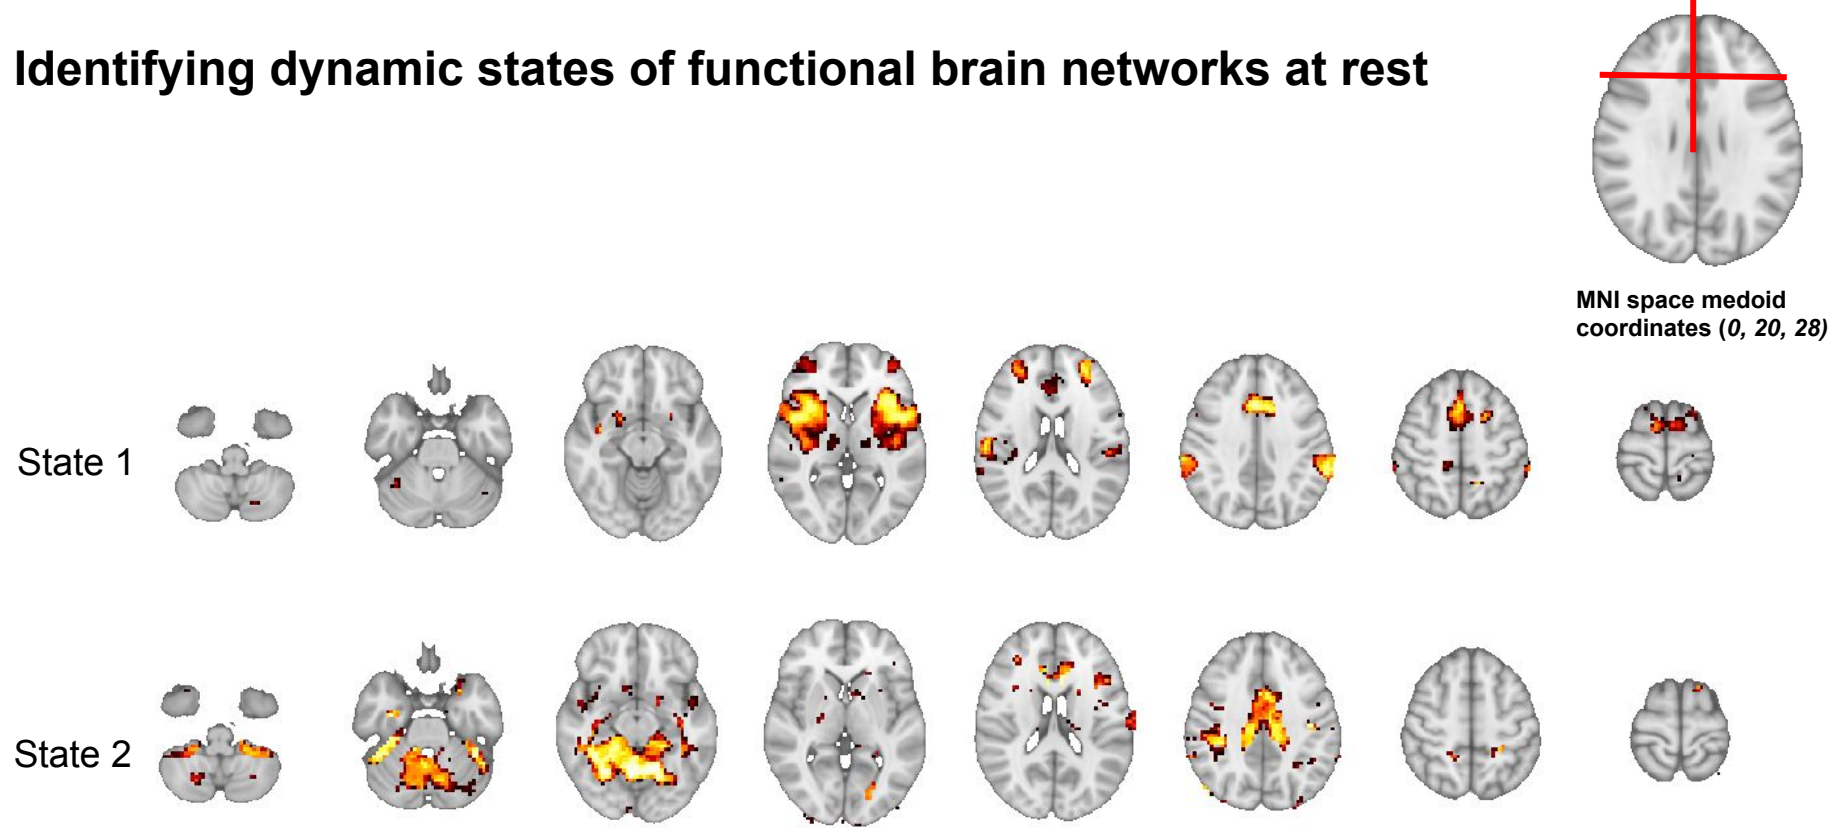 Identifying dynamic states of functional brain networks at rest
MNI space medoid
coordinates (0, 20, 28)
State 1
State 2